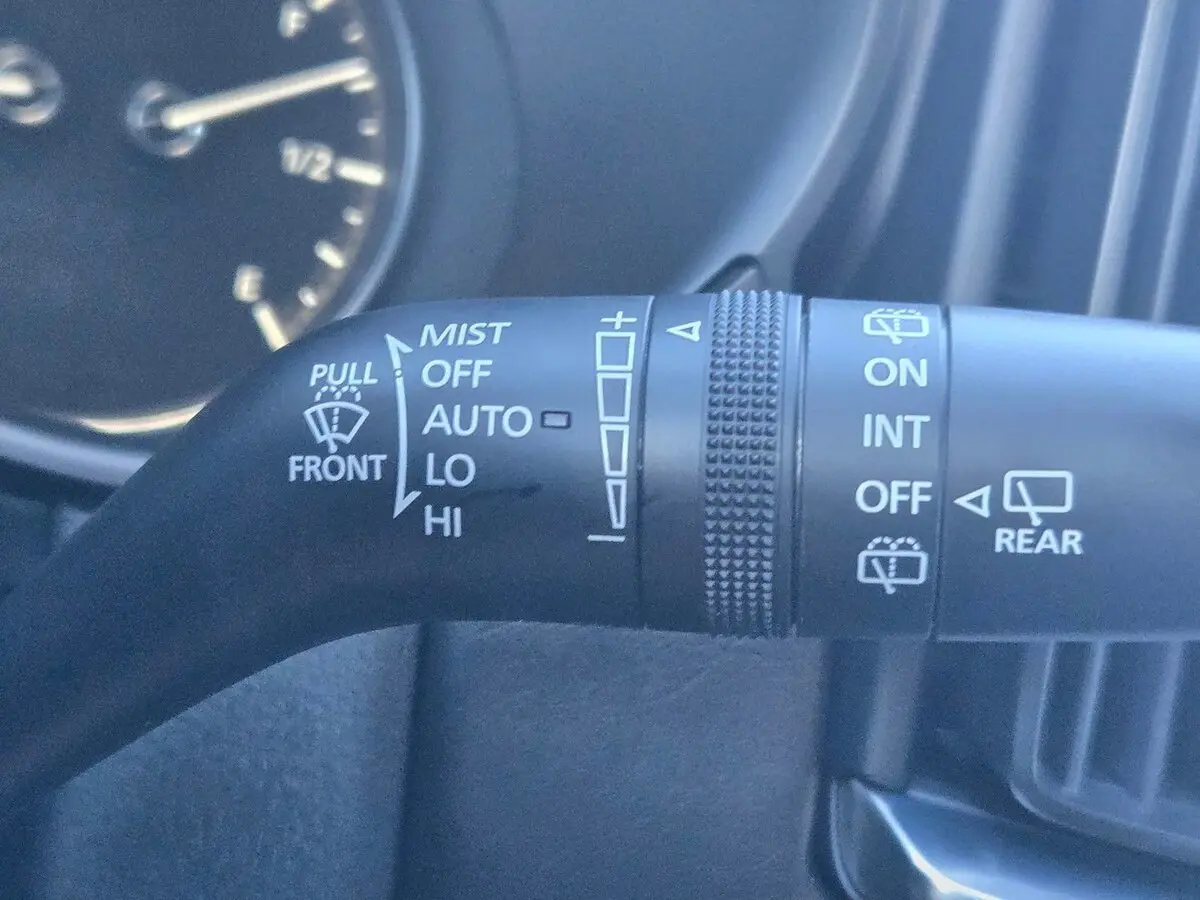 F
1/2
E
PULL
FRONT
MIST
OFF
AUTO
LO
HI
+
−
ON
INT
OFF
REAR